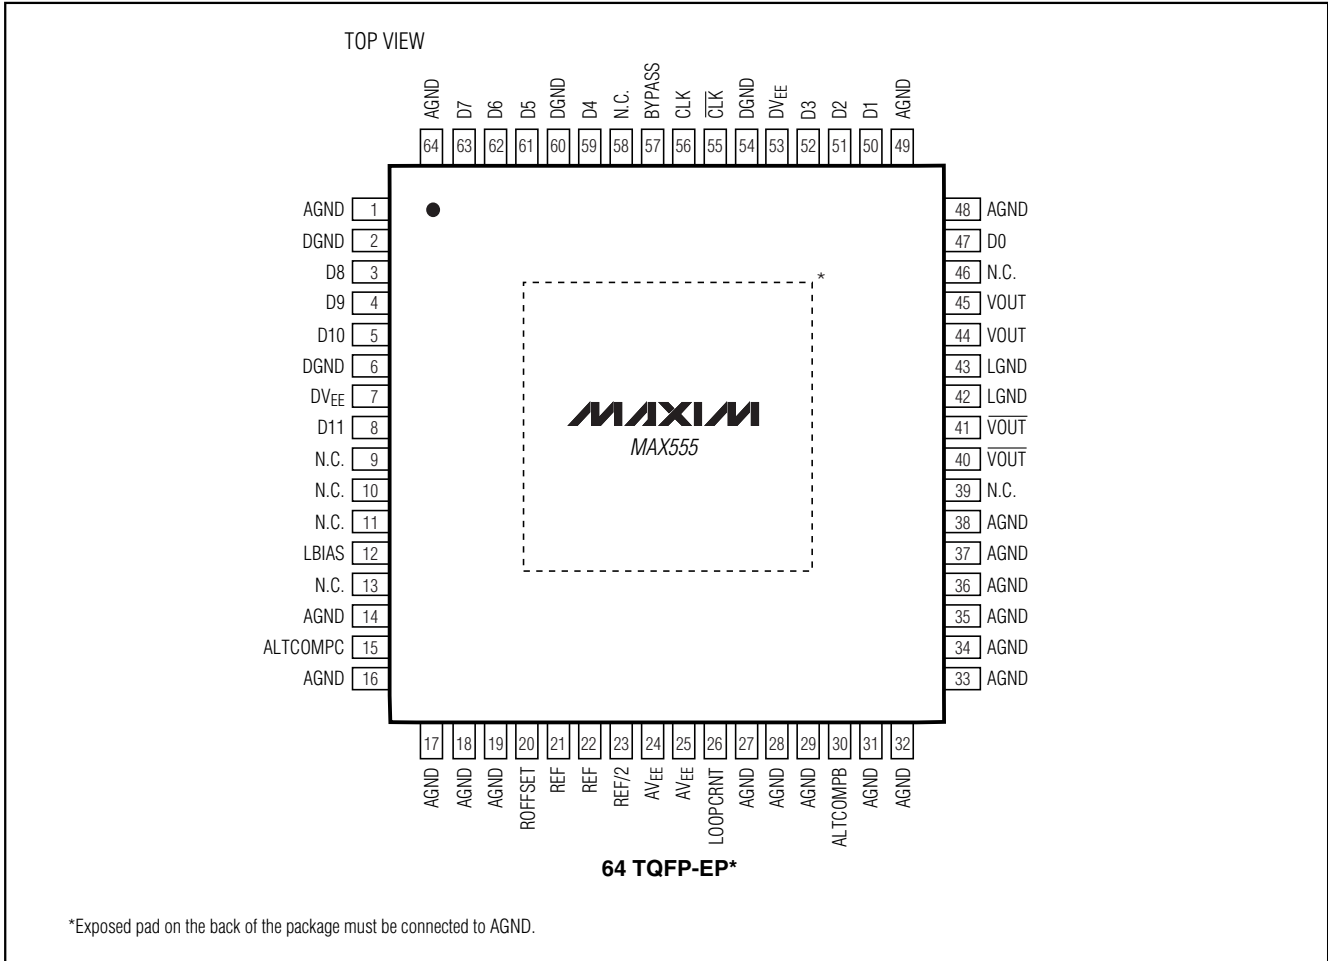 TOP VIEW
AGND D7 D6 D5 DGND D4 N.C. BYPASS CLK C̅L̅K̅ DGND DVEE D3 D2 D1 AGND
64 63 62 61 60 59 58 57 56 55 54 53 52 51 50 49
AGND 1 48 AGND
DGND 2 47 D0
D8 3 46 N.C.
*
D9 4 45 VOUT
D10 5 44 VOUT
DGND 6 43 LGND
DVEE 7 42 LGND
MAXIM
D11 8 41 V̅O̅U̅T̅
MAX555
N.C. 9 40 V̅O̅U̅T̅
N.C. 10 39 N.C.
N.C. 11 38 AGND
LBIAS 12 37 AGND
N.C. 13 36 AGND
AGND 14 35 AGND
ALTCOMPC 15 34 AGND
AGND 16 33 AGND
17 18 19 20 21 22 23 24 25 26 27 28 29 30 31 32
AGND AGND AGND ROFFSET REF REF REF/2 AVEE AVEE LOOPCRNT AGND AGND AGND ALTCOMPB AGND AGND
64 TQFP-EP*
*Exposed pad on the back of the package must be connected to AGND.